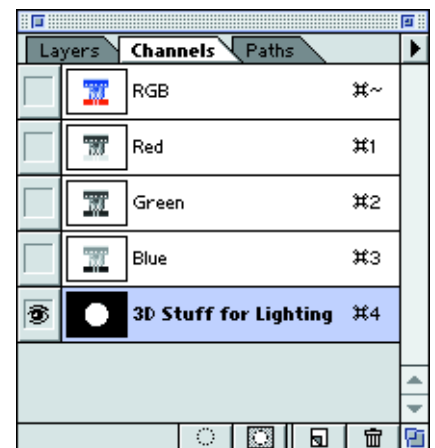 Layers Channels Paths
RGB ⌘~
Red ⌘1
Green ⌘2
Blue ⌘3
3D Stuff for Lighting ⌘4